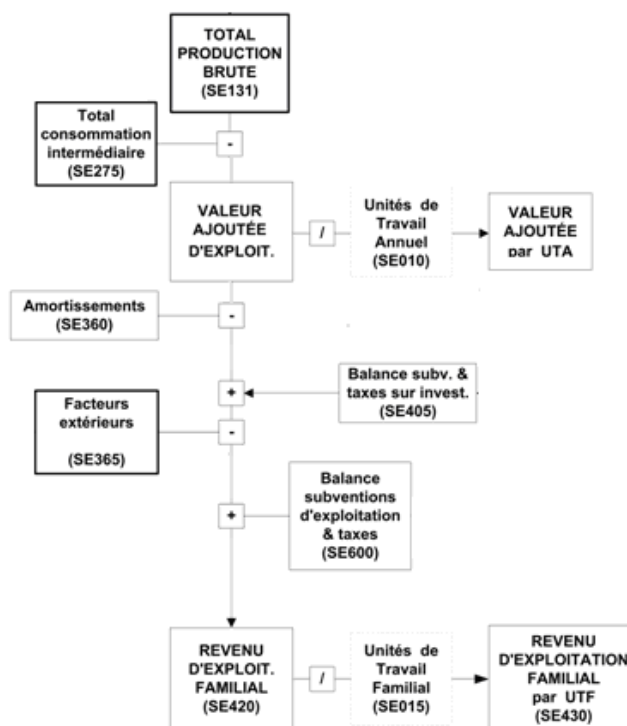 TOTAL
PRODUCTION
BRUTE
(SE131)
Total
consommation
intermédiaire
(SE275)
-
VALEUR
AJOUTÉE
D'EXPLOIT.
/
Unités de
Travail
Annuel
(SE010)
VALEUR
AJOUTÉE
par UTA
Amortissements
(SE360)
-
Balance subv. &
taxes sur invest.
(SE405)
+
Facteurs
extérieurs
(SE365)
-
Balance
subventions
d'exploitation
& taxes
(SE600)
+
REVENU
D'EXPLOIT.
FAMILIAL
(SE420)
/
Unités de
Travail
Familial
(SE015)
REVENU
D'EXPLOITATION
FAMILIAL
par UTF
(SE430)